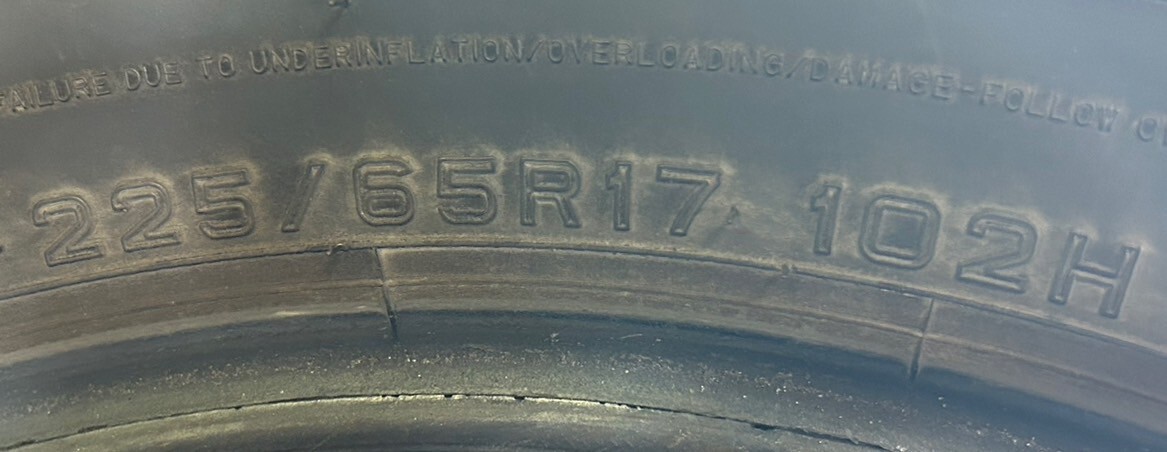 FAILURE DUE TO UNDERINFLATION/OVERLOADING/DAMAGE-FOLLOW
225/65R17 102H